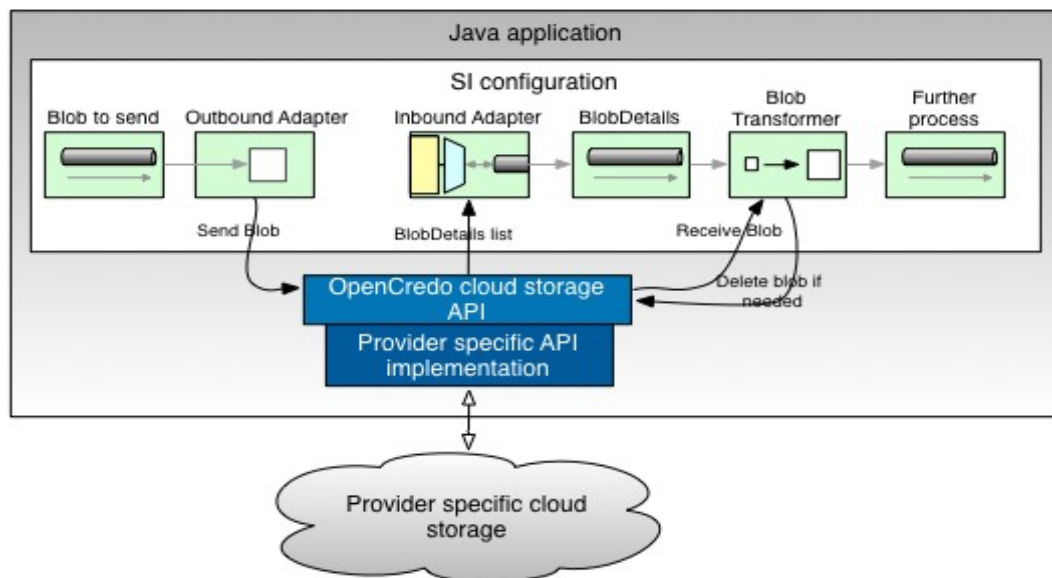 Java application
SI configuration
Blob to send
Outbound Adapter
Inbound Adapter
BlobDetails
Blob
Transformer
Further
process
Send Blob
BlobDetails list
Receive Blob
Delete blob if
needed
OpenCredo cloud storage
API
Provider specific API
implementation
Provider specific cloud
storage